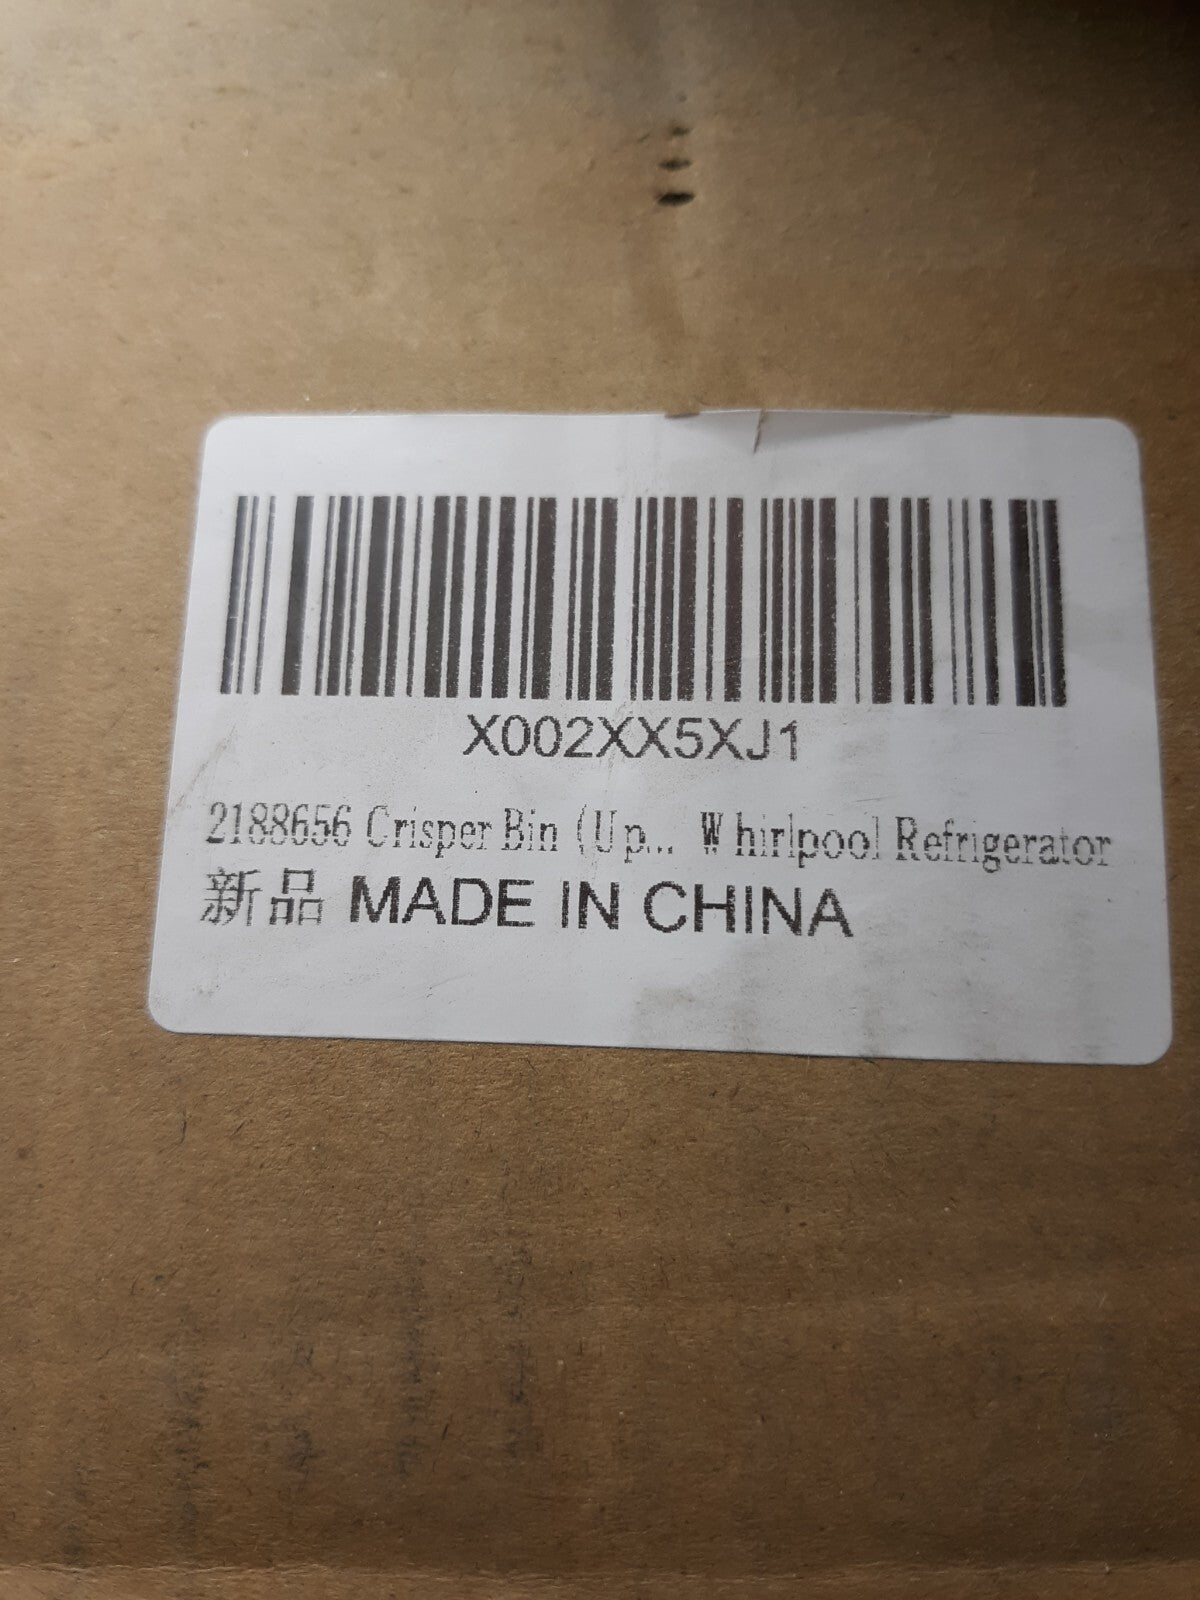 X002XX5XJ1
2188656 Crisper Bin (Up... Whirlpool Refrigerator
新品 MADE IN CHINA